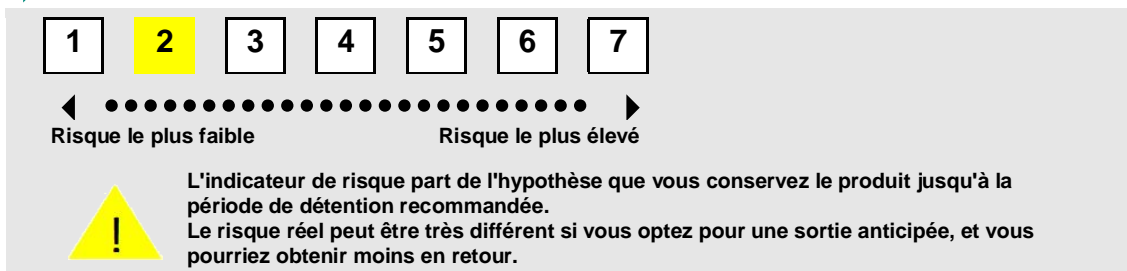 1 2 3 4 5 6 7
Risque le plus faible Risque le plus élevé
L'indicateur de risque part de l'hypothèse que vous conservez le produit jusqu'à la
période de détention recommandée.
Le risque réel peut être très différent si vous optez pour une sortie anticipée, et vous
pourriez obtenir moins en retour.
!